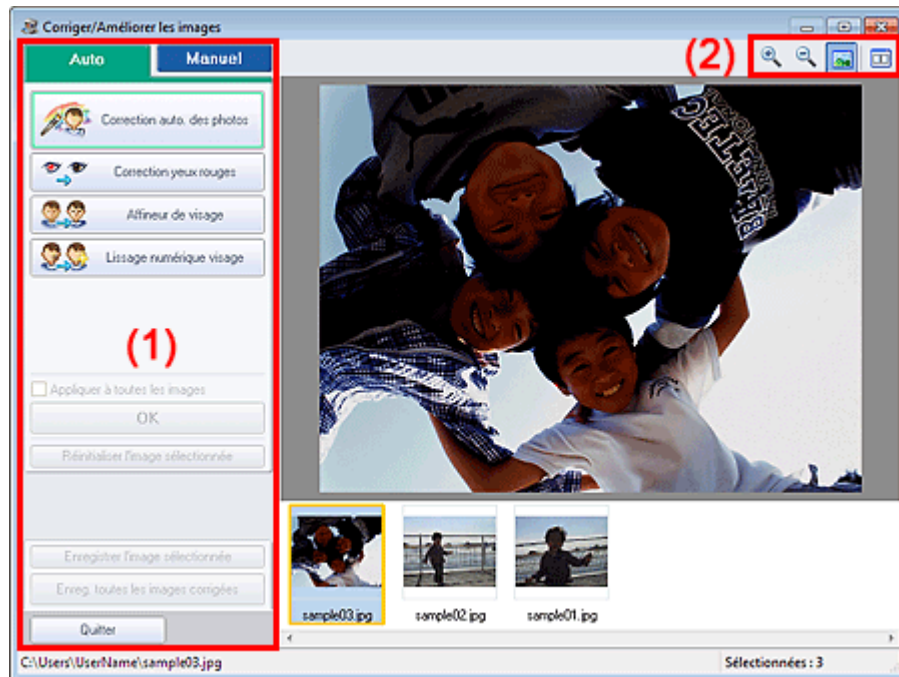 Corriger/Améliorer les images
Auto
Manuel
(2)
Correction auto. des photos
Correction yeux rouges
Affineur de visage
Lissage numérique visage
(1)
Appliquer à toutes les images
OK
Réinitialiser l'image sélectionnée
Enregistrer l'image sélectionnée
Enreg. toutes les images corrigées
Quitter
sample03.jpg
sample02.jpg
sample01.jpg
C:\Users\UserName\sample03.jpg
Sélectionnées : 3